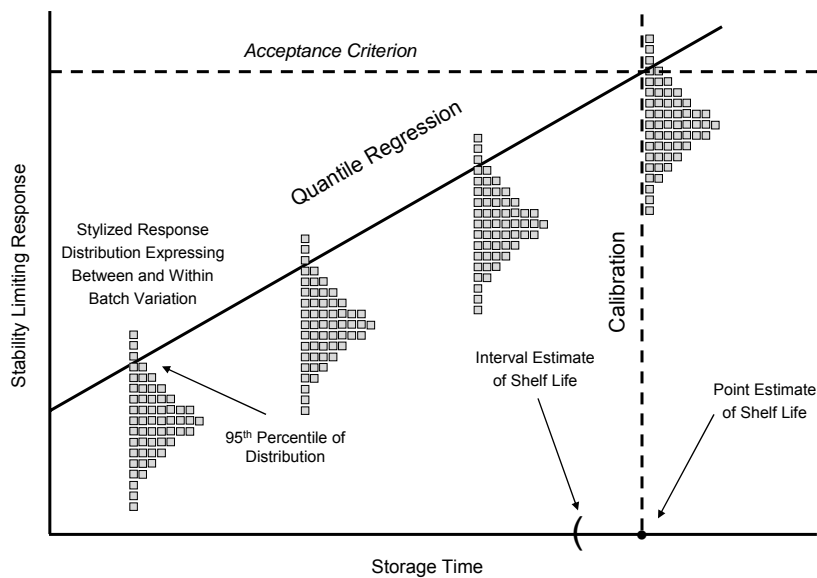 Acceptance Criterion
Quantile Regression
Stylized Response
Distribution Expressing
Between and Within
Batch Variation
Stability Limiting Response
Calibration
Interval Estimate
of Shelf Life
Point Estimate
of Shelf Life
95th Percentile of
Distribution
(
Storage Time